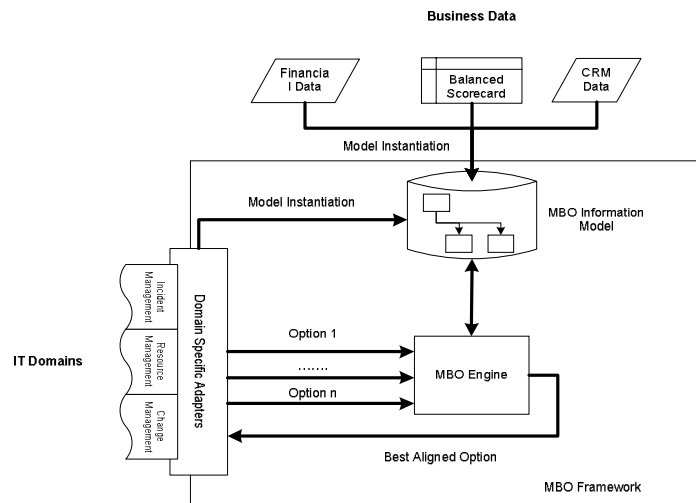 Business Data
Financia
l Data
Balanced
Scorecard
CRM
Data
Model Instantiation
Model Instantiation
MBO Information
Model
Incident
Management
Resource
Management
Change
Management
Domain Specific Adapters
IT Domains
Option 1
.......
Option n
MBO Engine
Best Aligned Option
MBO Framework